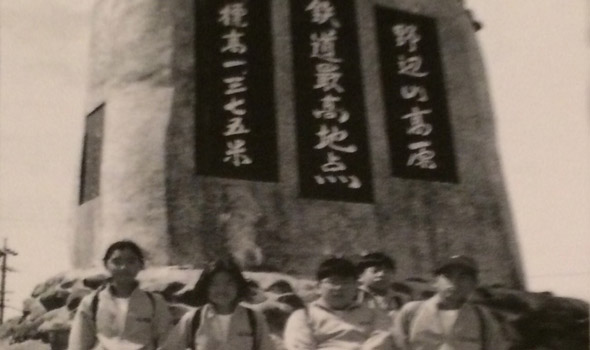 野辺山高原
鉄道最高地点
標高一三七五米